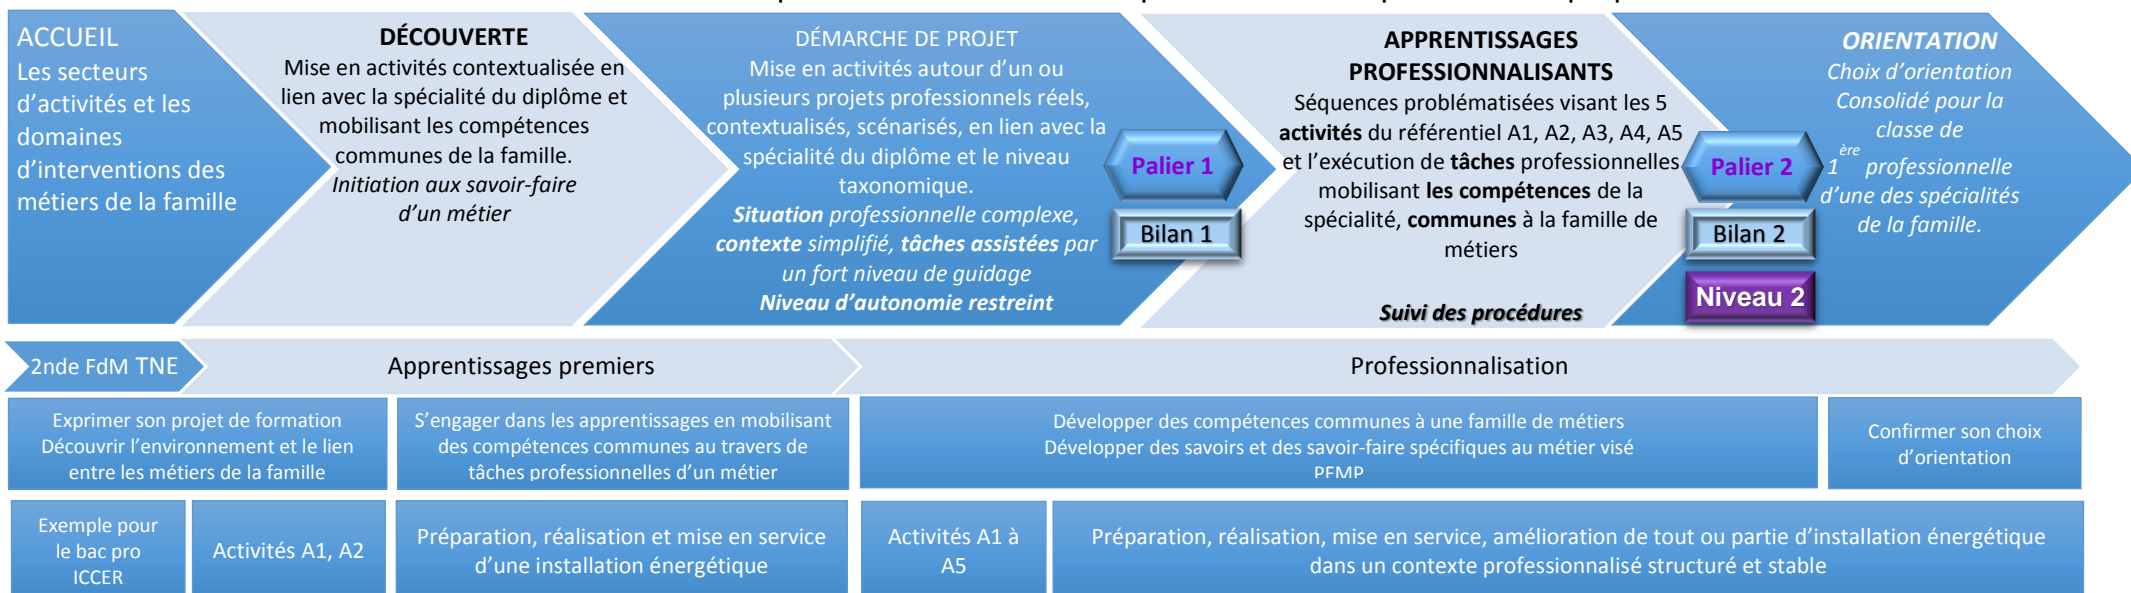 ACCUEIL
Les secteurs
d'activités et les
domaines
d'interventions des
métiers de la famille
DÉCOUVERTE
Mise en activités contextualisée en
lien avec la spécialité du diplôme et
mobilisant les compétences
communes de la famille.
Initiation aux savoir-faire
d'un métier
DÉMARCHE DE PROJET
Mise en activités autour d'un ou
plusieurs projets professionnels réels,
contextualisés, scénarisés, en lien avec la
spécialité du diplôme et le niveau
taxonomique.
Situation professionnelle complexe,
contexte simplifié, tâches assistées par
un fort niveau de guidage
Niveau d'autonomie restreint
Palier 1
Bilan 1
APPRENTISSAGES
PROFESSIONNALISANTS
Séquences problématisées visant les 5
activités du référentiel A1, A2, A3, A4, A5
et l'exécution de tâches professionnelles
mobilisant les compétences de la
spécialité, communes à la famille de
métiers
Suivi des procédures
Palier 2
Bilan 2
Niveau 2
ORIENTATION
Choix d'orientation
Consolidé pour la
classe de
1ère professionnelle
d'une des spécialités
de la famille.
2nde FdM TNE
Apprentissages premiers
Professionnalisation
Exprimer son projet de formation
Découvrir l'environnement et le lien
entre les métiers de la famille
S'engager dans les apprentissages en mobilisant
des compétences communes au travers de
tâches professionnelles d'un métier
Développer des compétences communes à une famille de métiers
Développer des savoirs et des savoir-faire spécifiques au métier visé
PFMP
Confirmer son choix
d'orientation
Exemple pour
le bac pro
ICCER
Activités A1, A2
Préparation, réalisation et mise en service
d'une installation énergétique
Activités A1 à
A5
Préparation, réalisation, mise en service, amélioration de tout ou partie d'installation énergétique
dans un contexte professionnalisé structuré et stable